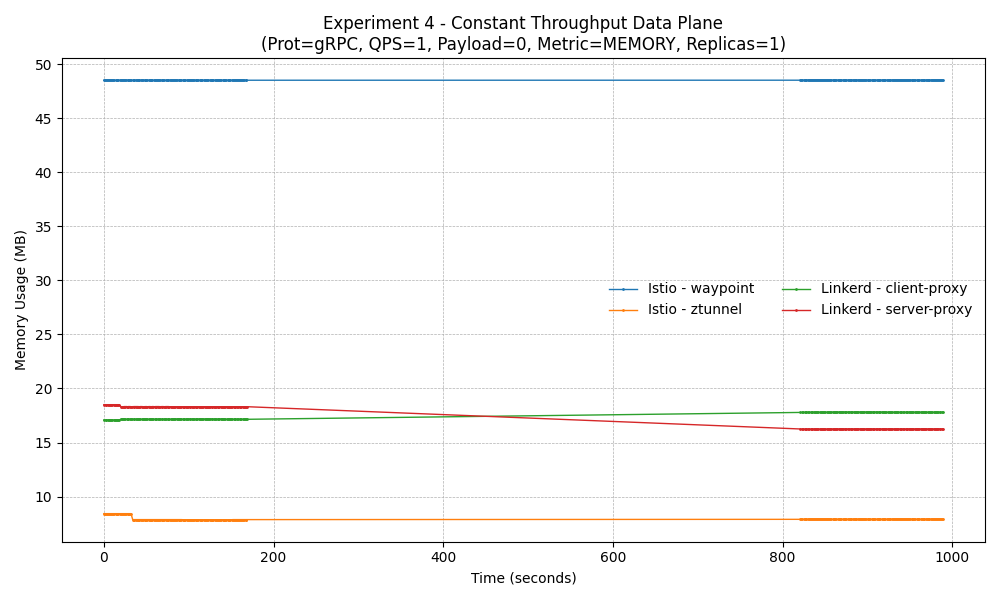 Experiment 4 - Constant Throughput Data Plane
(Prot=gRPC, QPS=1, Payload=0, Metric=MEMORY, Replicas=1)
50
45
40
35
30
25
20
15
10
Memory Usage (MB)
Istio - waypoint
Istio - ztunnel
Linkerd - client-proxy
Linkerd - server-proxy
0 200 400 600 800 1000
Time (seconds)